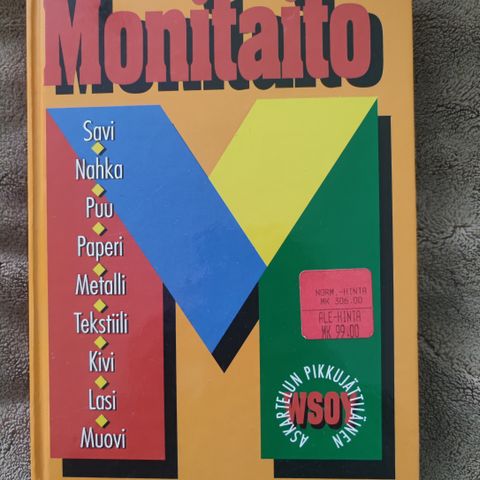 Monitaito
Savi
Nahka
Puu
Paperi
Metalli
Tekstiili
Kivi
Lasi
Muovi
NORM.-HINTA
MK 306.00
ALE-HINTA
MK 99.00
ASKARTELUN PIKKUJÄTTILÄINEN
WSOY